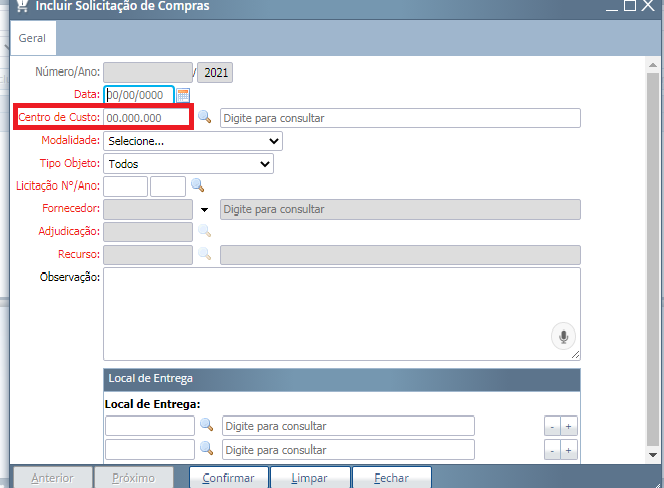 Incluir Solicitação de Compras
Geral
Número/Ano: / 2021
Data: 00/00/0000
Centro de Custo: 00.000.000 Digite para consultar
Modalidade: Selecione...
Tipo Objeto: Todos
Licitação Nº/Ano:
Fornecedor: Digite para consultar
Adjudicação:
Recurso:
Observação:
Local de Entrega
Local de Entrega:
Digite para consultar - +
Digite para consultar - +
Anterior Próximo Confirmar Limpar Fechar